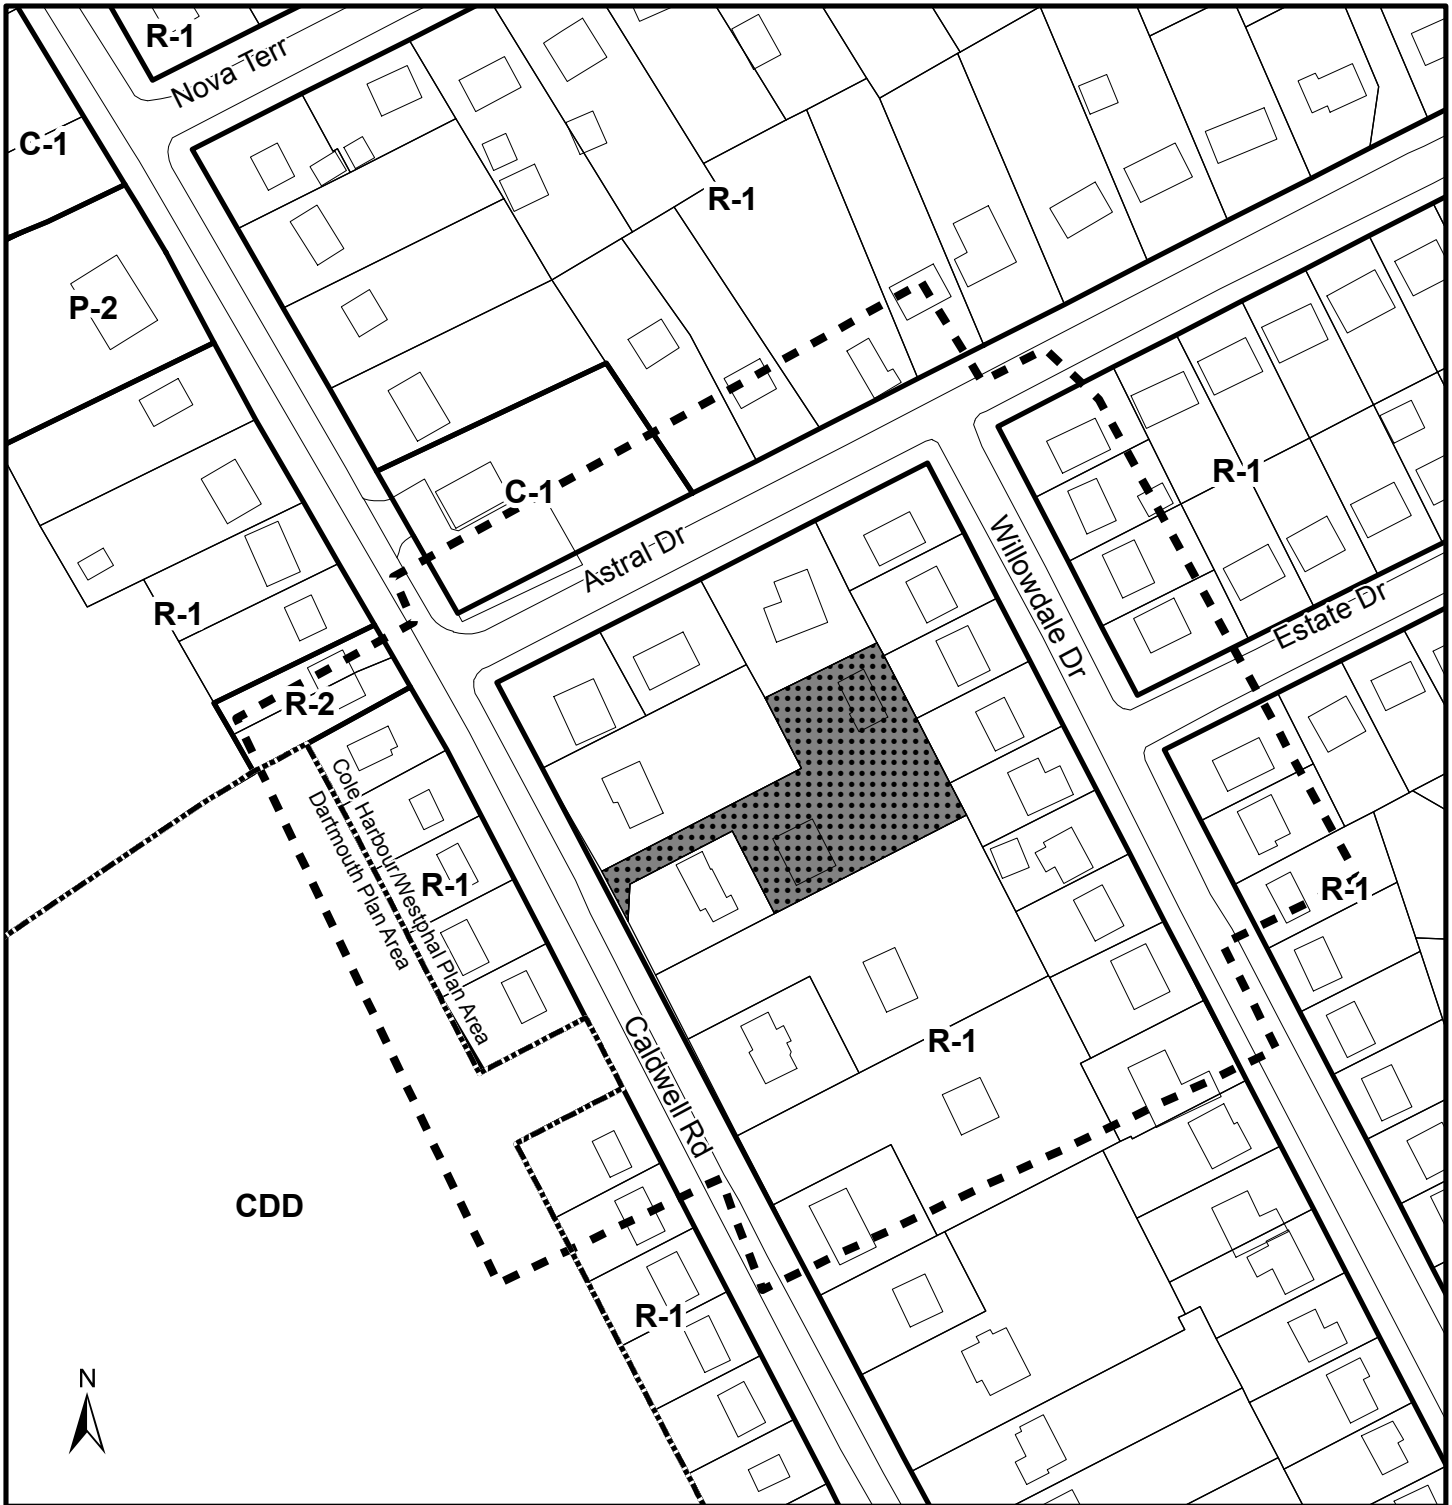 R-1
Nova Terr
C-1
R-1
P-2
R-1
C-1
Astral Dr
Willowdale Dr
Estate Dr
R-1
R-2
Cole Harbour/Westphal Plan Area
Dartmouth Plan Area
R-1
R-1
Caldwell Rd
R-1
CDD
R-1
N